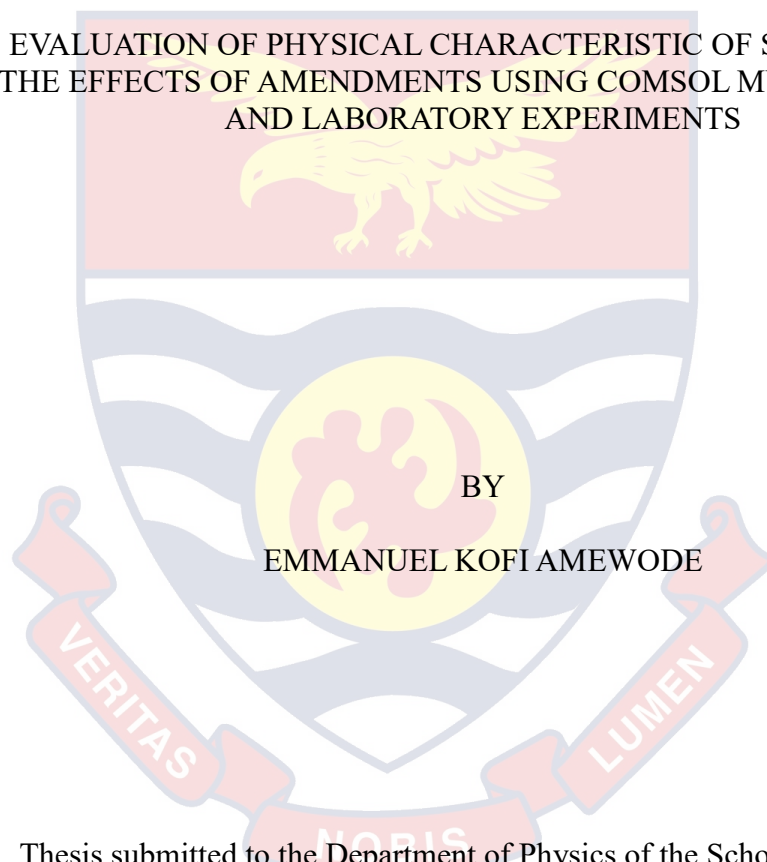 EVALUATION OF PHYSICAL CHARACTERISTIC OF
THE EFFECTS OF AMENDMENTS USING COMSOL
AND LABORATORY EXPERIMENTS
BY
EMMANUEL KOFI AMEWODE
VERITAS
NOBIS
LUMEN
Thesis submitted to the Department of Physics of the